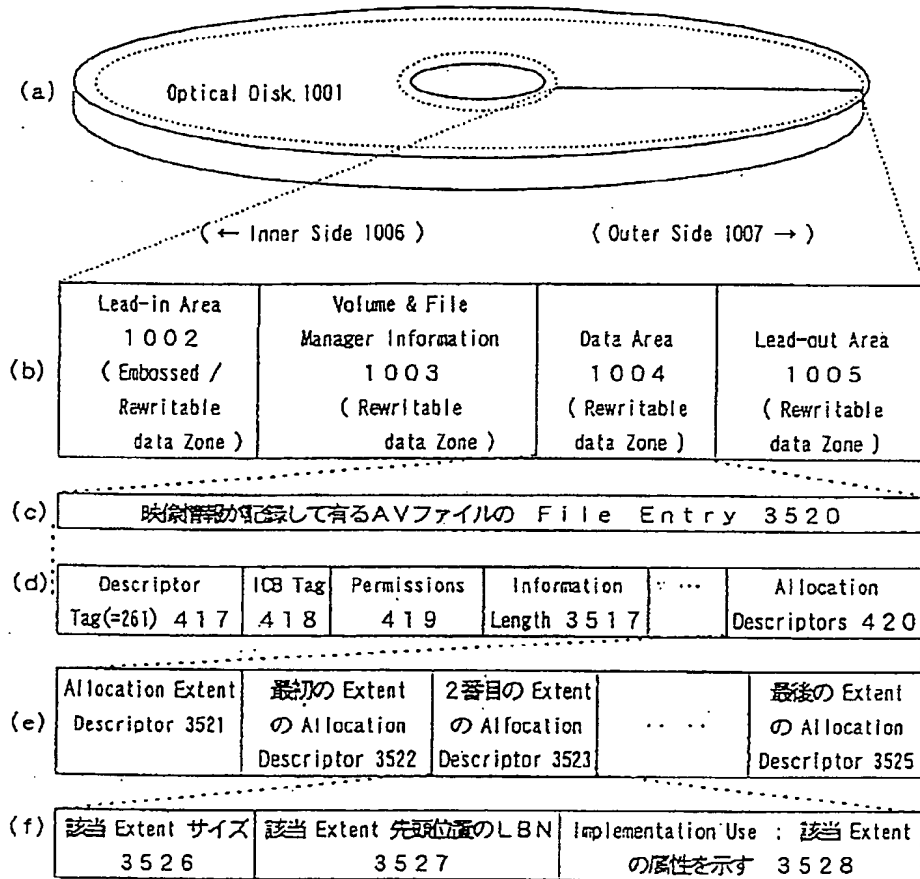 (a)
Optical Disk 1001
( ← Inner Side 1006 )
( Outer Side 1007 → )
(b)
Lead-in Area
1002
( Embossed /
Rewritable
data Zone )
Volume & File
Manager Information
1003
( Rewritable
data Zone )
Data Area
1004
( Rewritable
data Zone )
Lead-out Area
1005
( Rewritable
data Zone )
(c)
映像情報が記録して有るAVファイルの File Entry 3520
(d)
Descriptor
Tag(=261) 417
ICB Tag
418
Permissions
419
Information
Length 3517
…
Allocation
Descriptors 420
(e)
Allocation Extent
Descriptor 3521
最初の Extent
の Allocation
Descriptor 3522
2番目の Extent
の Allocation
Descriptor 3523
‥‥
最後の Extent
の Allocation
Descriptor 3525
(f)
該当 Extent サイズ
3526
該当 Extent 先頭位置のLBN
3527
Implementation Use : 該当 Extent
の属性を示す 3528